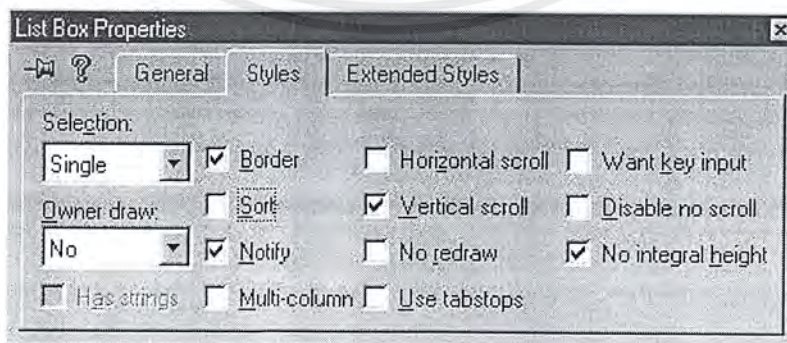 List Box Properties
General Styles Extended Styles
Selection:
Single
Border
Horizontal scroll
Want key input
Owner draw:
Sort
Vertical scroll
Disable no scroll
No
Notify
No redraw
No integral height
Has strings
Multi-column
Use tabstops